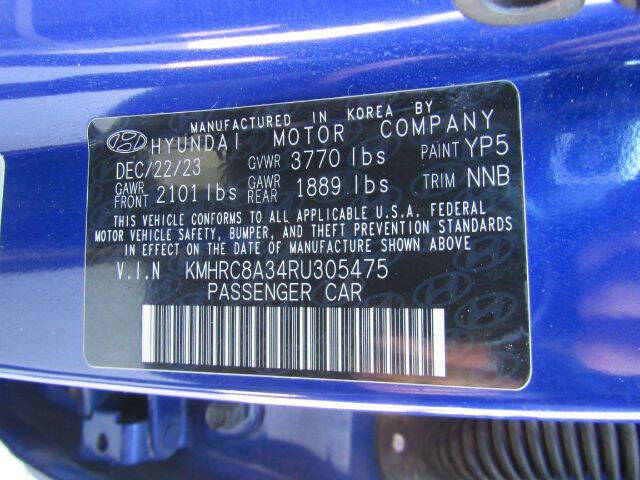 MANUFACTURED IN KOREA BY
HYUNDAI MOTOR COMPANY
DEC/22/23 GVWR 3770 lbs PAINT YP5
GAWR FRONT 2101 lbs GAWR REAR 1889 lbs TRIM NNB
THIS VEHICLE CONFORMS TO ALL APPLICABLE U.S.A. FEDERAL
MOTOR VEHICLE SAFETY, BUMPER, AND THEFT PREVENTION STANDARDS
IN EFFECT ON THE DATE OF MANUFACTURE SHOWN ABOVE
V.I.N KMHRC8A34RU305475
PASSENGER CAR